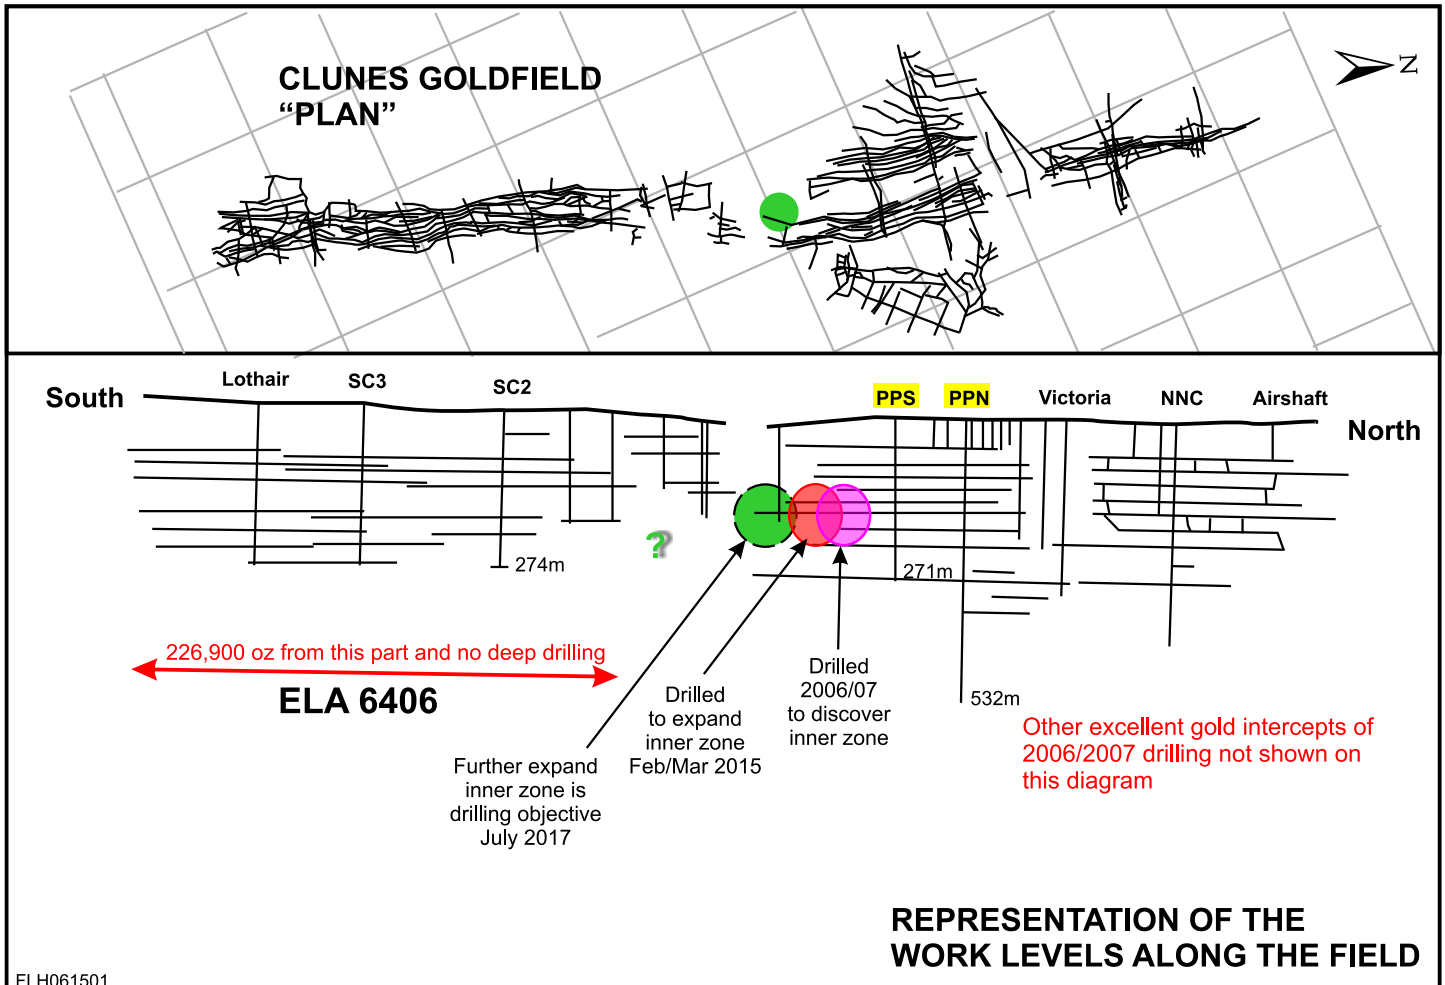 CLUNES GOLDFIELD
“PLAN”
N
South
Lothair
SC3
SC2
PPS
PPN
Victoria
NNC
Airshaft
North
?
274m
271m
532m
226,900 oz from this part and no deep drilling
ELA 6406
Further expand
inner zone is
drilling objective
July 2017
Drilled
to expand
inner zone
Feb/Mar 2015
Drilled
2006/07
to discover
inner zone
Other excellent gold intercepts of
2006/2007 drilling not shown on
this diagram
REPRESENTATION OF THE
WORK LEVELS ALONG THE FIELD
FLH061501